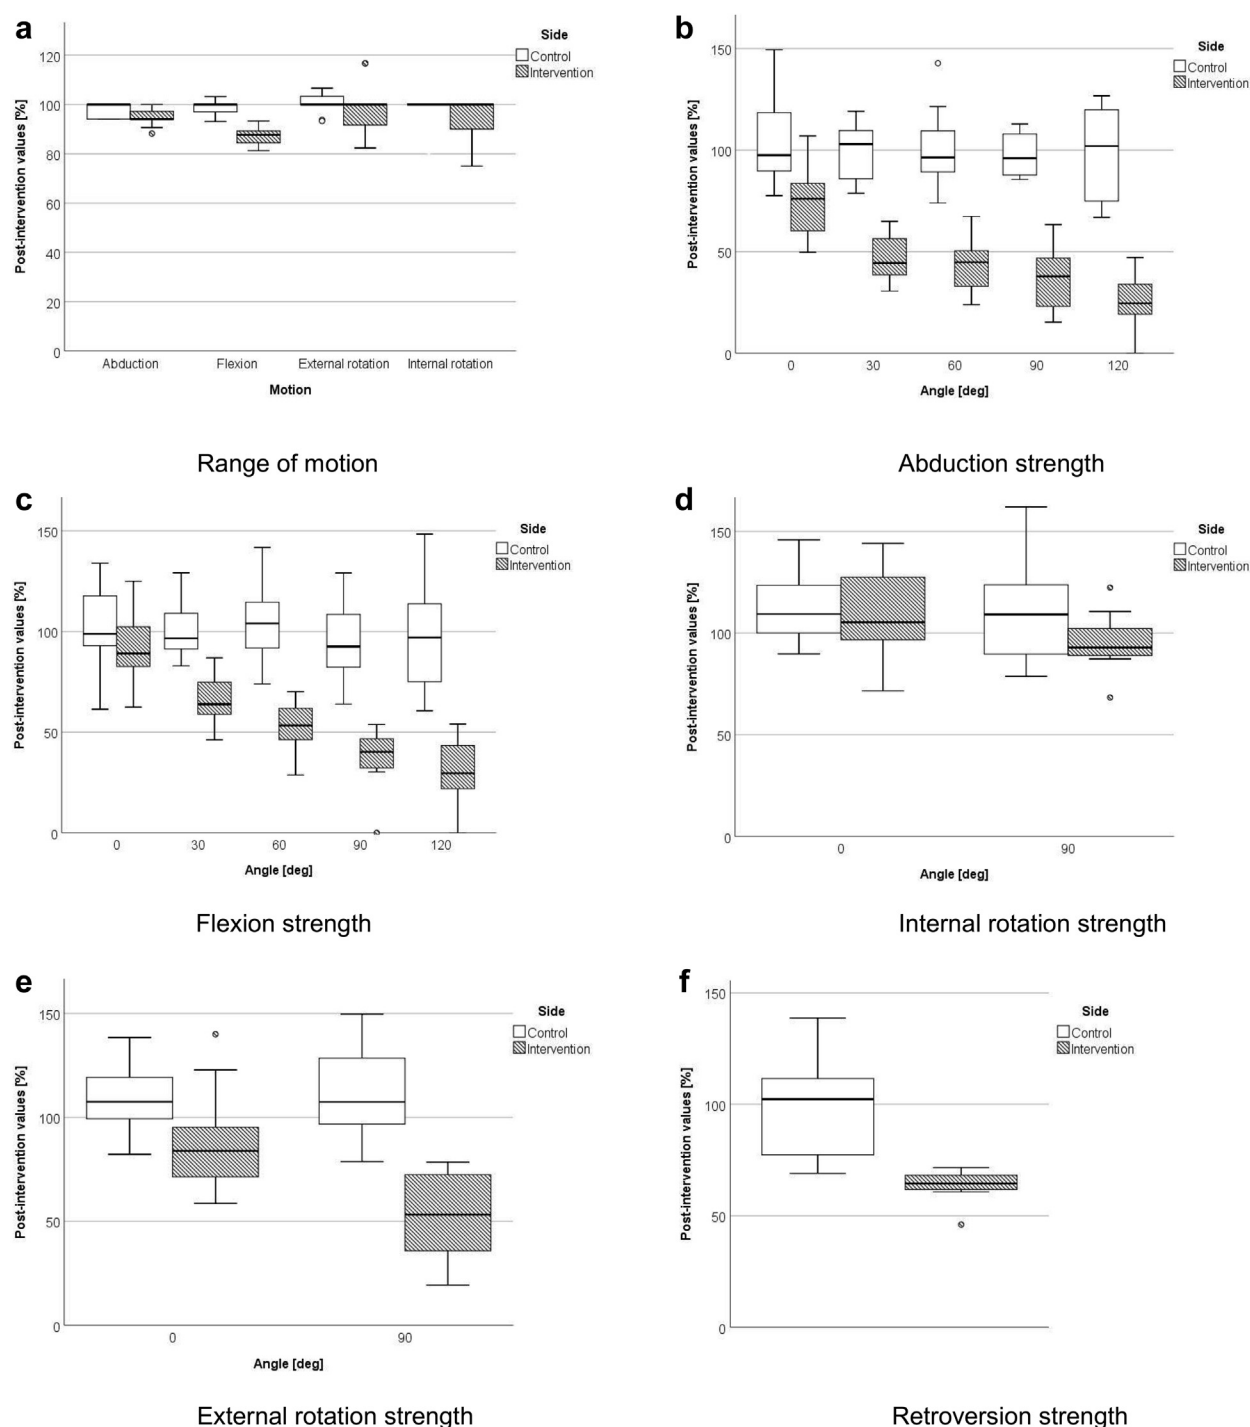 a
Side
Control
Intervention
Post-intervention values [%]
120
100
80
60
40
20
0
Abduction
Flexion
External rotation
Internal rotation
Motion
Range of motion
b
Side
Control
Intervention
Post-intervention values [%]
150
100
50
0
0
30
60
90
120
Angle [deg]
Abduction strength
c
Side
Control
Intervention
Post-intervention values [%]
150
100
50
0
0
30
60
90
120
Angle [deg]
Flexion strength
d
Side
Control
Intervention
Post-intervention values [%]
150
100
50
0
0
90
Angle [deg]
Internal rotation strength
e
Side
Control
Intervention
Post-intervention values [%]
150
100
50
0
0
90
Angle [deg]
External rotation strength
f
Side
Control
Intervention
Post-intervention values [%]
150
100
50
0
Retroversion strength